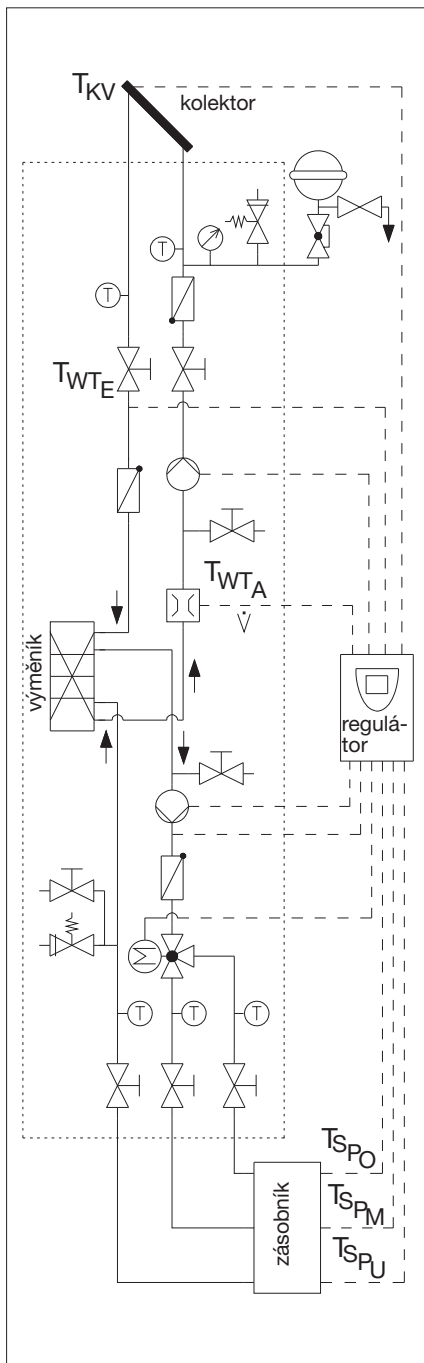 TKV
kolektor
T
T
TWTE
TWTA
V̇
výměník
regulá-
tor
M
T
T
T
TSPO
TSPM
TSPU
zásobník